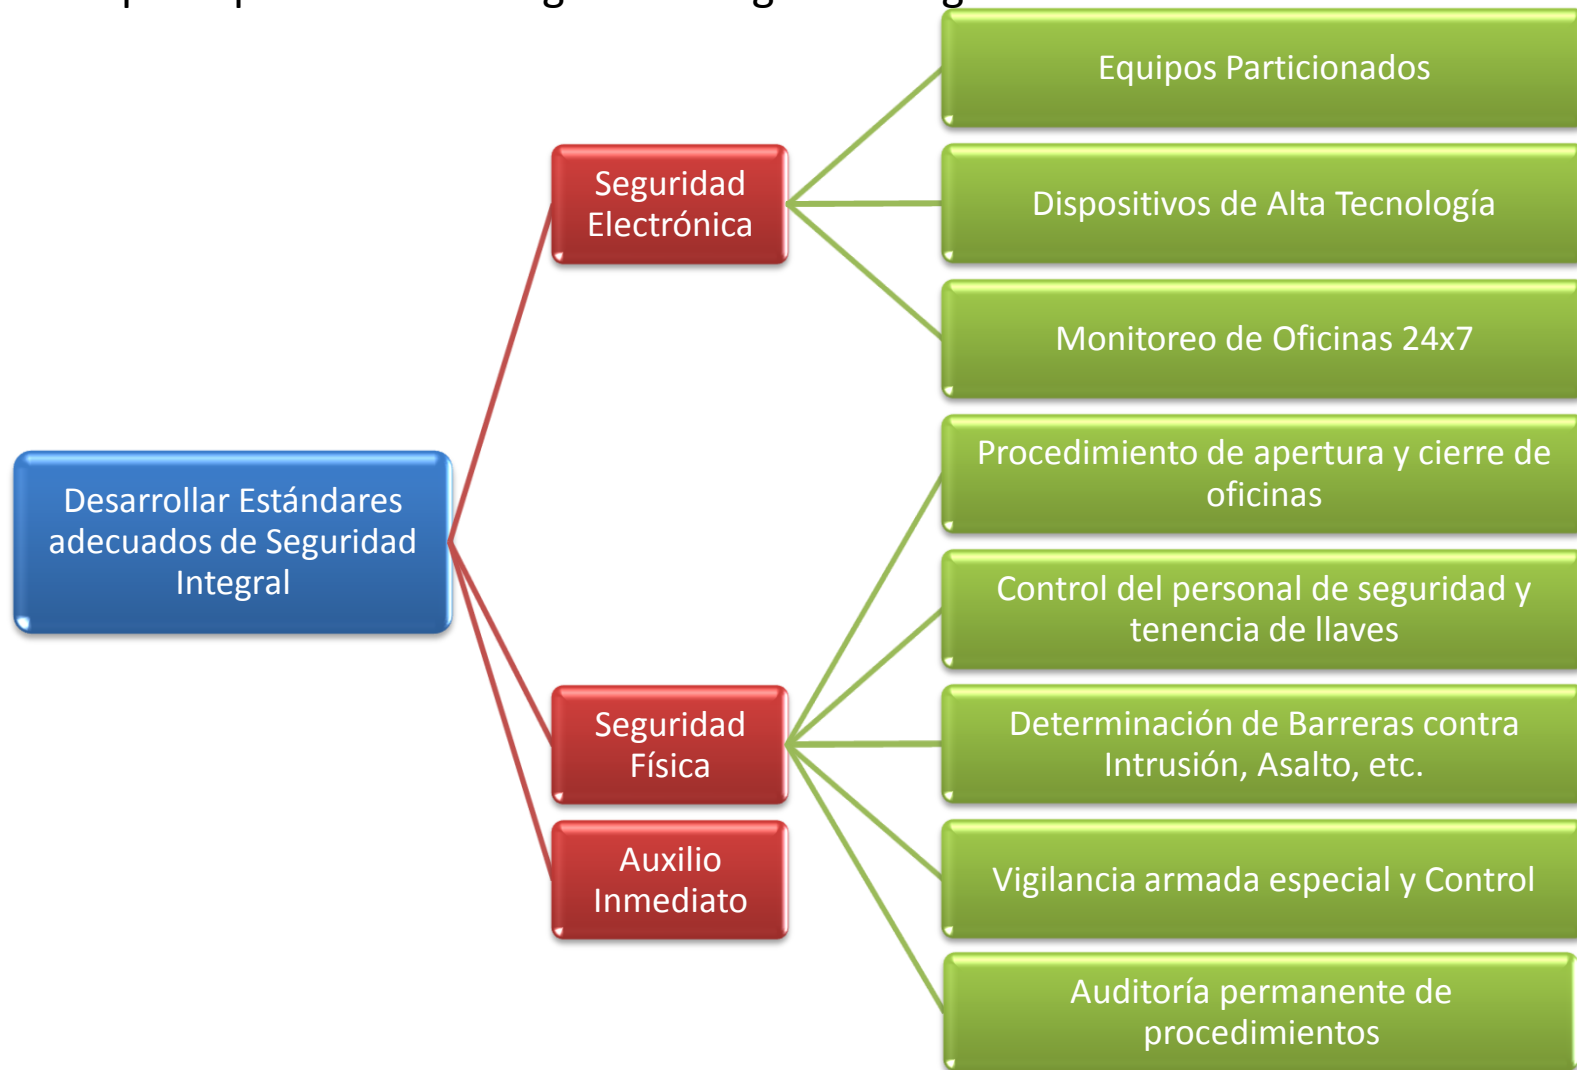 Equipos Particionados
Seguridad
Electrónica
Dispositivos de Alta Tecnología
Monitoreo de Oficinas 24x7
Desarrollar Estándares
adecuados de Seguridad
Integral
Procedimiento de apertura y cierre de
oficinas
Control del personal de seguridad y
tenencia de llaves
Seguridad
Física
Determinación de Barreras contra
Intrusión, Asalto, etc.
Auxilio
Inmediato
Vigilancia armada especial y Control
Auditoría permanente de
procedimientos